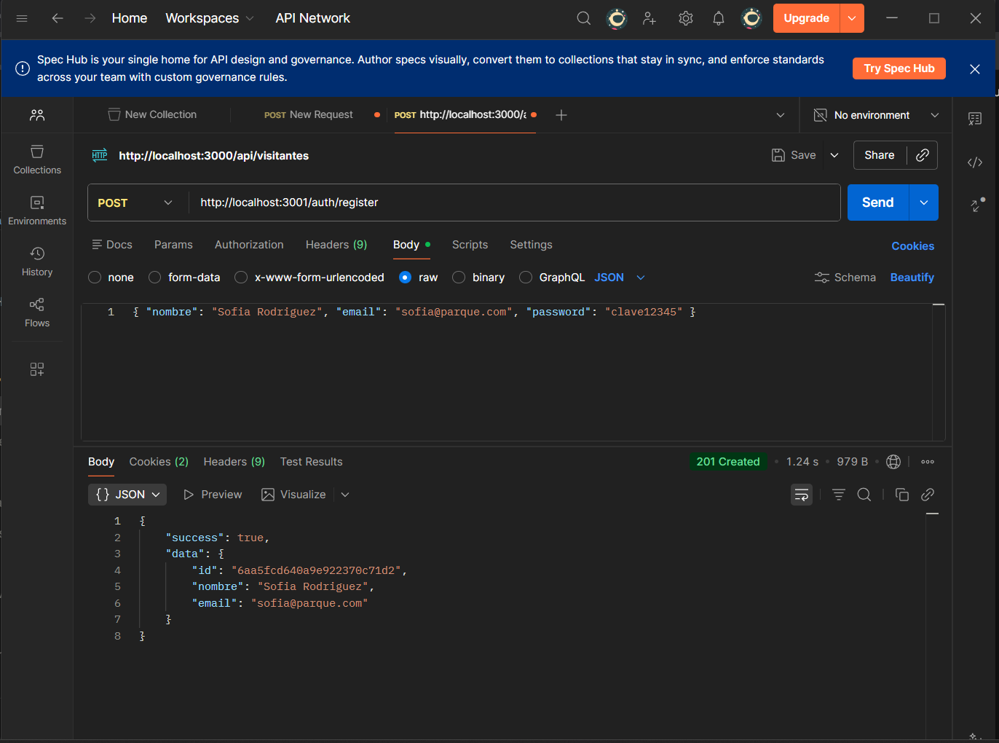 Home Workspaces API Network Upgrade
Spec Hub is your single home for API design and governance. Author specs visually, convert them to collections that stay in sync, and enforce standards
across your team with custom governance rules.
Try Spec Hub
New Collection POST New Request POST http://localhost:3000/a No environment
HTTP http://localhost:3000/api/visitantes Save Share
Collections
Environments
History
Flows
POST http://localhost:3001/auth/register Send
Docs Params Authorization Headers (9) Body Scripts Settings Cookies
none form-data x-www-form-urlencoded raw binary GraphQL JSON Schema Beautify
1 { "nombre": "Sofia Rodriguez", "email": "sofia@parque.com", "password": "clave12345" }
Body Cookies (2) Headers (9) Test Results 201 Created 1.24 s 979 B
{} JSON Preview Visualize
1 {
2 "success": true,
3 "data": {
4 "id": "6aa5fcd640a9e922370c71d2",
5 "nombre": "Sofia Rodriguez",
6 "email": "sofia@parque.com"
7 }
8 }